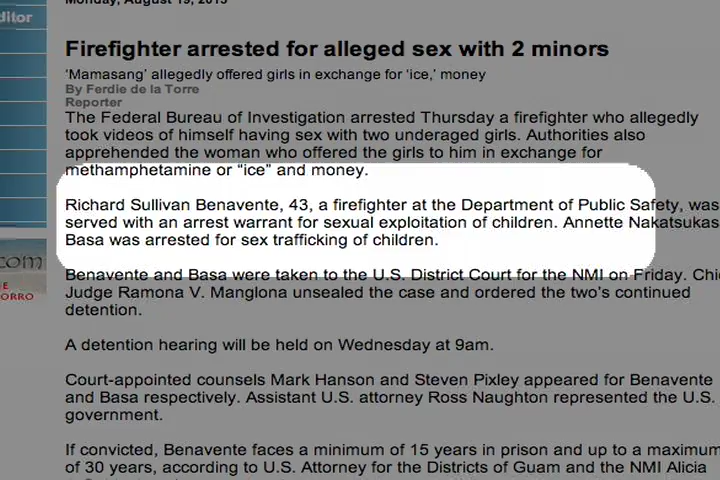 Monday, August 19, 2013
ditor
Firefighter arrested for alleged sex with 2 minors
'Mamasang' allegedly offered girls in exchange for 'ice,' money
By Ferdie de la Torre
Reporter
The Federal Bureau of Investigation arrested Thursday a firefighter who allegedly
took videos of himself having sex with two underaged girls. Authorities also
apprehended the woman who offered the girls to him in exchange for
methamphetamine or “ice” and money.
Richard Sullivan Benavente, 43, a firefighter at the Department of Public Safety, was
served with an arrest warrant for sexual exploitation of children. Annette Nakatsukas
Basa was arrested for sex trafficking of children.
com
E
ORRO
Benavente and Basa were taken to the U.S. District Court for the NMI on Friday. Chie
Judge Ramona V. Manglona unsealed the case and ordered the two's continued
detention.
A detention hearing will be held on Wednesday at 9am.
Court-appointed counsels Mark Hanson and Steven Pixley appeared for Benavente
and Basa respectively. Assistant U.S. attorney Ross Naughton represented the U.S.
government.
If convicted, Benavente faces a minimum of 15 years in prison and up to a maximum
of 30 years, according to U.S. Attorney for the Districts of Guam and the NMI Alicia